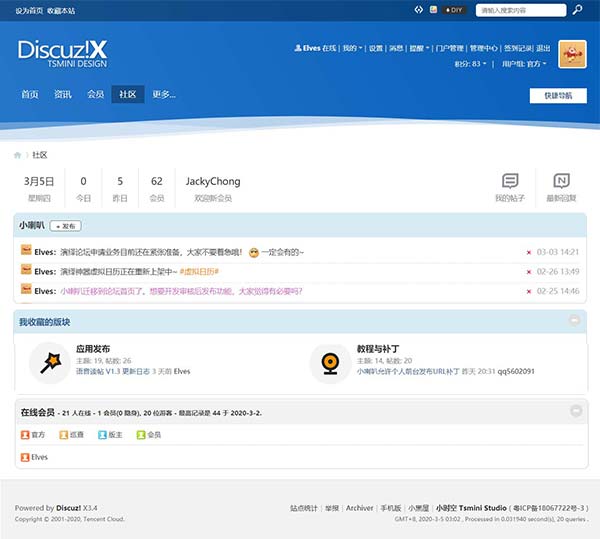 设为首页 收藏本站
DIY 请输入搜索内容
Discuz!X
TSMINI DESIGN
Elves 在线 | 我的 | 设置 | 消息 | 提醒 | 门户管理 | 管理中心 | 签到记录 | 退出
积分: 83 | 用户组: 官方
首页 资讯 会员 社区 更多...
快捷导航
社区
3月5日 0 5 62 JackyChong
星期四 今日 昨日 会员 欢迎新会员 我的帖子 最新回复
小喇叭 + 发布
Elves: 演绎论坛申请业务目前还在紧张准备, 大家不要着急哦! 一定会有的~ × 03-03 14:21
Elves: 演绎神器虚拟日历正在重新上架中~ #虚拟日历# × 02-26 13:49
Elves: 小喇叭迁移到论坛首页了。想要开发审核后发布功能。大家觉得有必要吗? × 02-25 14:46
我收藏的版块
应用发布 教程与补丁
主题: 19, 帖数: 26 主题: 14, 帖数: 20
语音读帖 V1.3 更新日志 3 天前 Elves 小喇叭允许个人前台发布URL补丁 昨天 20:31 qq5602091
在线会员 - 21 人在线 - 1 会员(0 隐身), 20 位游客 - 最高记录是 44 于 2020-3-2.
官方 巡查 版主 会员
Elves
Powered by Discuz! X3.4 站点统计 | 举报 | Archiver | 手机版 | 小黑屋 | 小时空 Tsmini Studio ( 粤ICP备18067722号-3 )
Copyright © 2001-2020, Tencent Cloud. GMT+8, 2020-3-5 03:02 , Processed in 0.031940 second(s), 20 queries .